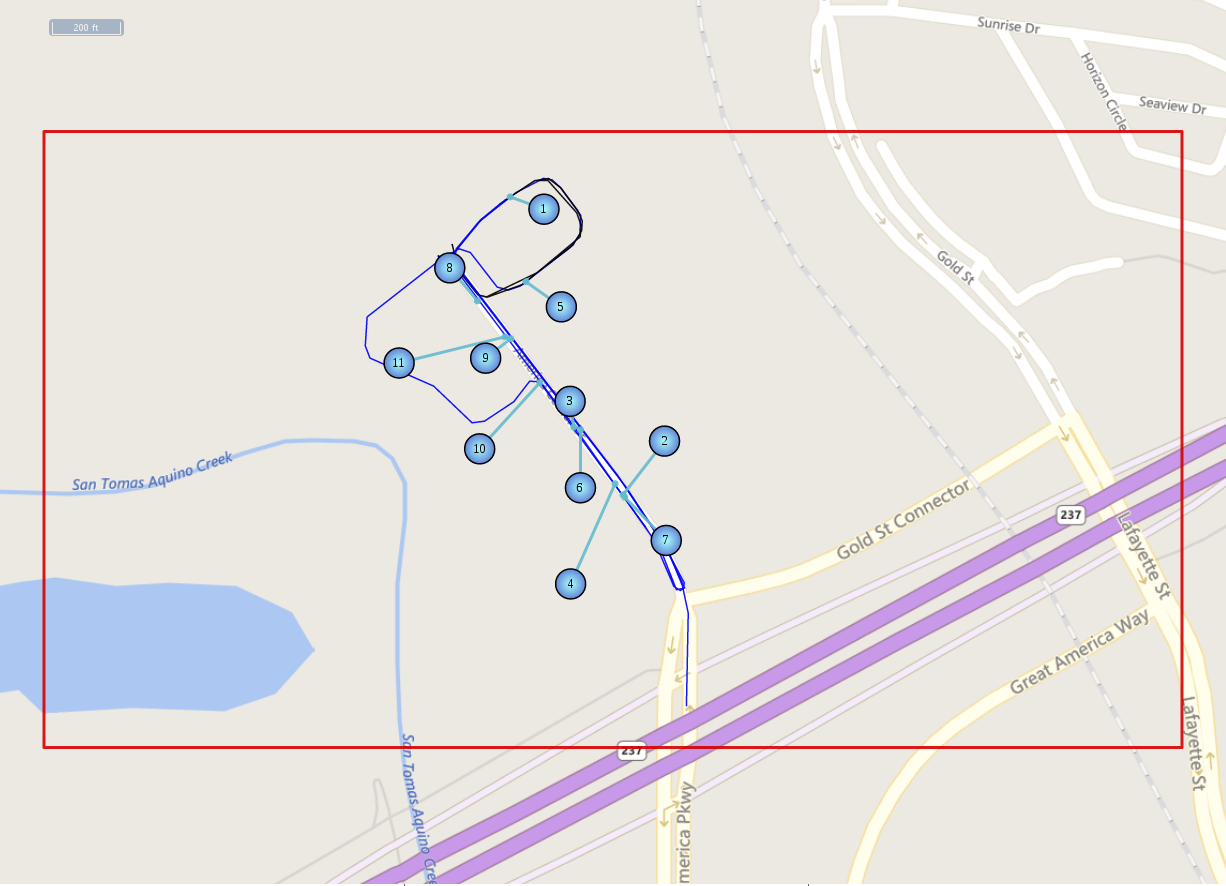 200 ft
Sunrise Dr
Horizon Circle
Seaview Dr
1
Gold St
8
5
9
11
3
2
10
San Tomas Aquino Creek
6
237
Gold St Connector
7
Lafayette St
4
Great America Way
Lafayette St
237
San Tomas Aquino Cree
merica Pkwy